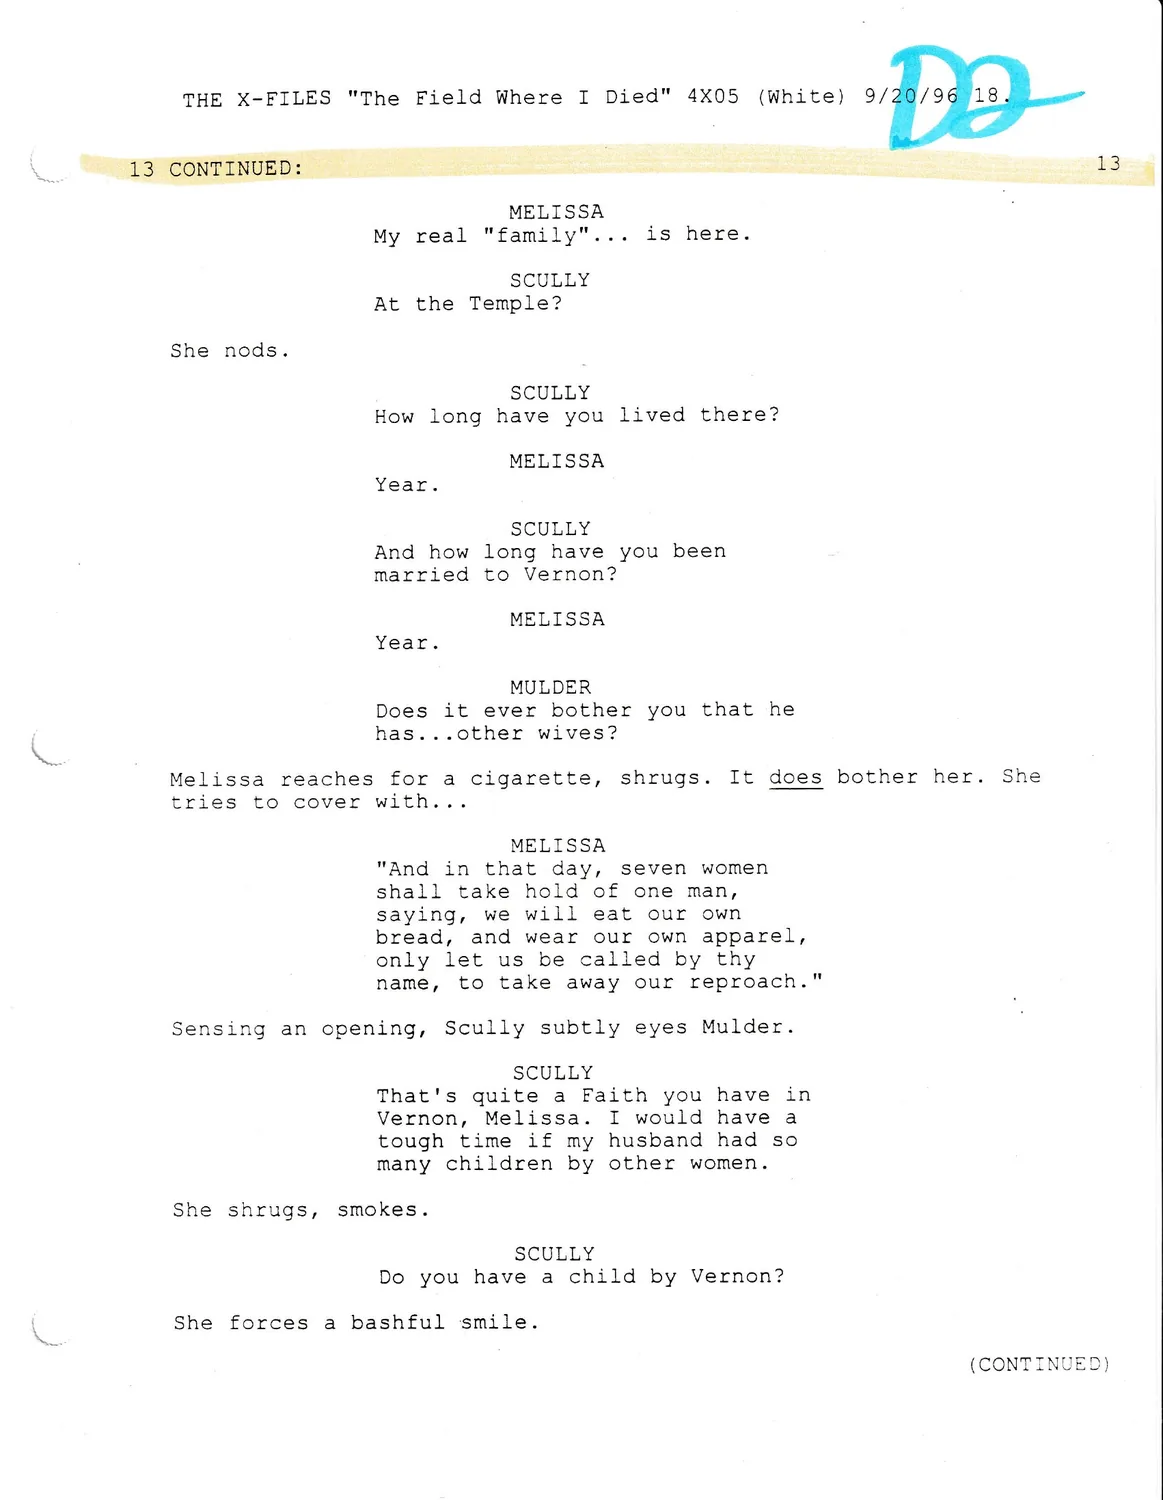 D2
THE X-FILES "The Field Where I Died" 4X05 (White) 9/20/96 18.
13 CONTINUED: 13
MELISSA
My real "family"... is here.
SCULLY
At the Temple?
She nods.
SCULLY
How long have you lived there?
MELISSA
Year.
SCULLY
And how long have you been
married to Vernon?
MELISSA
Year.
MULDER
Does it ever bother you that he
has...other wives?
Melissa reaches for a cigarette, shrugs. It does bother her. She
tries to cover with...
MELISSA
"And in that day, seven women
shall take hold of one man,
saying, we will eat our own
bread, and wear our own apparel,
only let us be called by thy
name, to take away our reproach."
Sensing an opening, Scully subtly eyes Mulder.
SCULLY
That's quite a Faith you have in
Vernon, Melissa. I would have a
tough time if my husband had so
many children by other women.
She shrugs, smokes.
SCULLY
Do you have a child by Vernon?
She forces a bashful smile.
(CONTINUED)